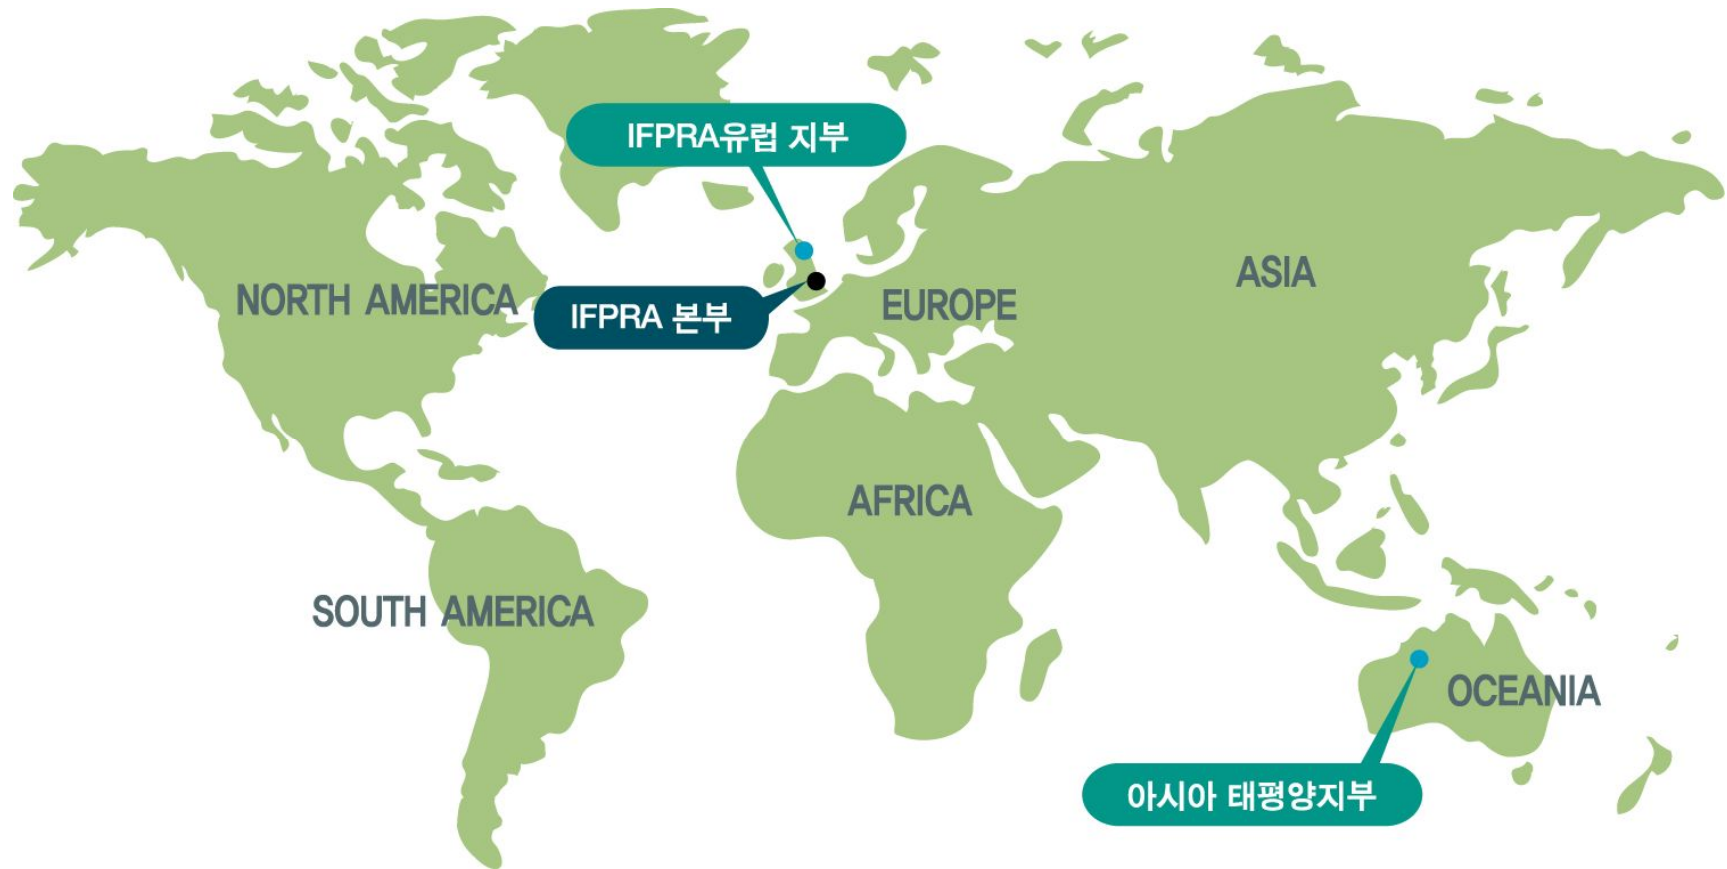 IFPRA유럽 지부
NORTH AMERICA
IFPRA 본부
EUROPE
ASIA
AFRICA
SOUTH AMERICA
OCEANIA
아시아 태평양지부